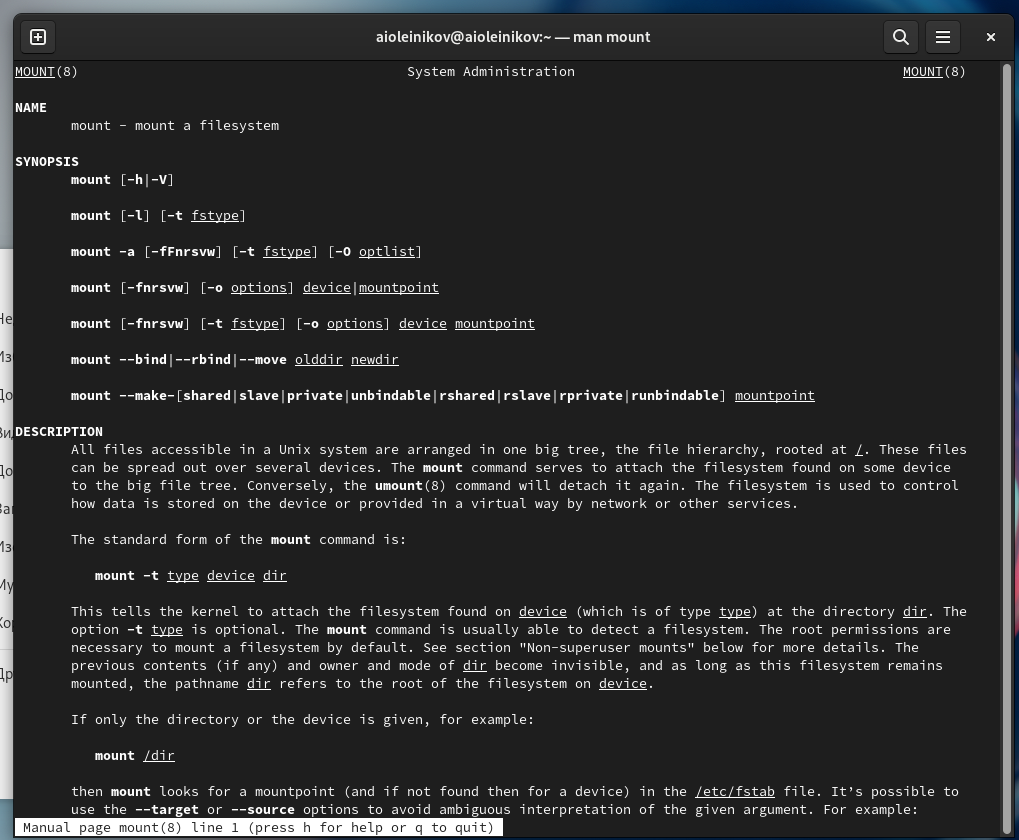 aioleinikov@aioleinikov:~ — man mount
MOUNT(8) System Administration MOUNT(8)
NAME
mount - mount a filesystem
SYNOPSIS
mount [-h|-V]
mount [-l] [-t fstype]
mount -a [-fFnrsvw] [-t fstype] [-O optlist]
mount [-fnrsvw] [-o options] device|mountpoint
mount [-fnrsvw] [-t fstype] [-o options] device mountpoint
mount --bind|--rbind|--move olddir newdir
mount --make-[shared|slave|private|unbindable|rshared|rslave|rprivate|runbindable] mountpoint
DESCRIPTION
All files accessible in a Unix system are arranged in one big tree, the file hierarchy, rooted at /. These files
can be spread out over several devices. The mount command serves to attach the filesystem found on some device
to the big file tree. Conversely, the umount(8) command will detach it again. The filesystem is used to control
how data is stored on the device or provided in a virtual way by network or other services.
The standard form of the mount command is:
mount -t type device dir
This tells the kernel to attach the filesystem found on device (which is of type type) at the directory dir. The
option -t type is optional. The mount command is usually able to detect a filesystem. The root permissions are
necessary to mount a filesystem by default. See section "Non-superuser mounts" below for more details. The
previous contents (if any) and owner and mode of dir become invisible, and as long as this filesystem remains
mounted, the pathname dir refers to the root of the filesystem on device.
If only the directory or the device is given, for example:
mount /dir
then mount looks for a mountpoint (and if not found then for a device) in the /etc/fstab file. It’s possible to
use the --target or --source options to avoid ambiguous interpretation of the given argument. For example:
Manual page mount(8) line 1 (press h for help or q to quit)